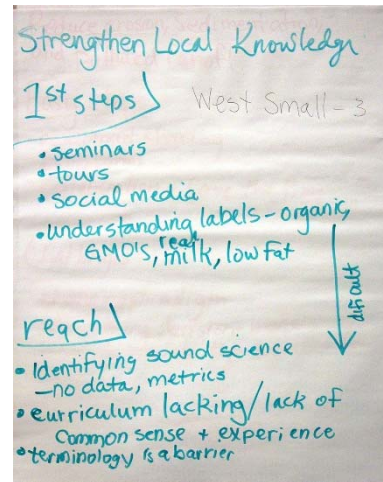 Strengthen Local Knowledge
1st steps
West Small - 3
• seminars
• tours
• social media
• understanding labels - organic,
real
GMO's, milk, low fat
dificult
reach
• Identifying sound science
- no data, metrics
• curriculum lacking / lack of
common sense + experience
• terminology is a barrier